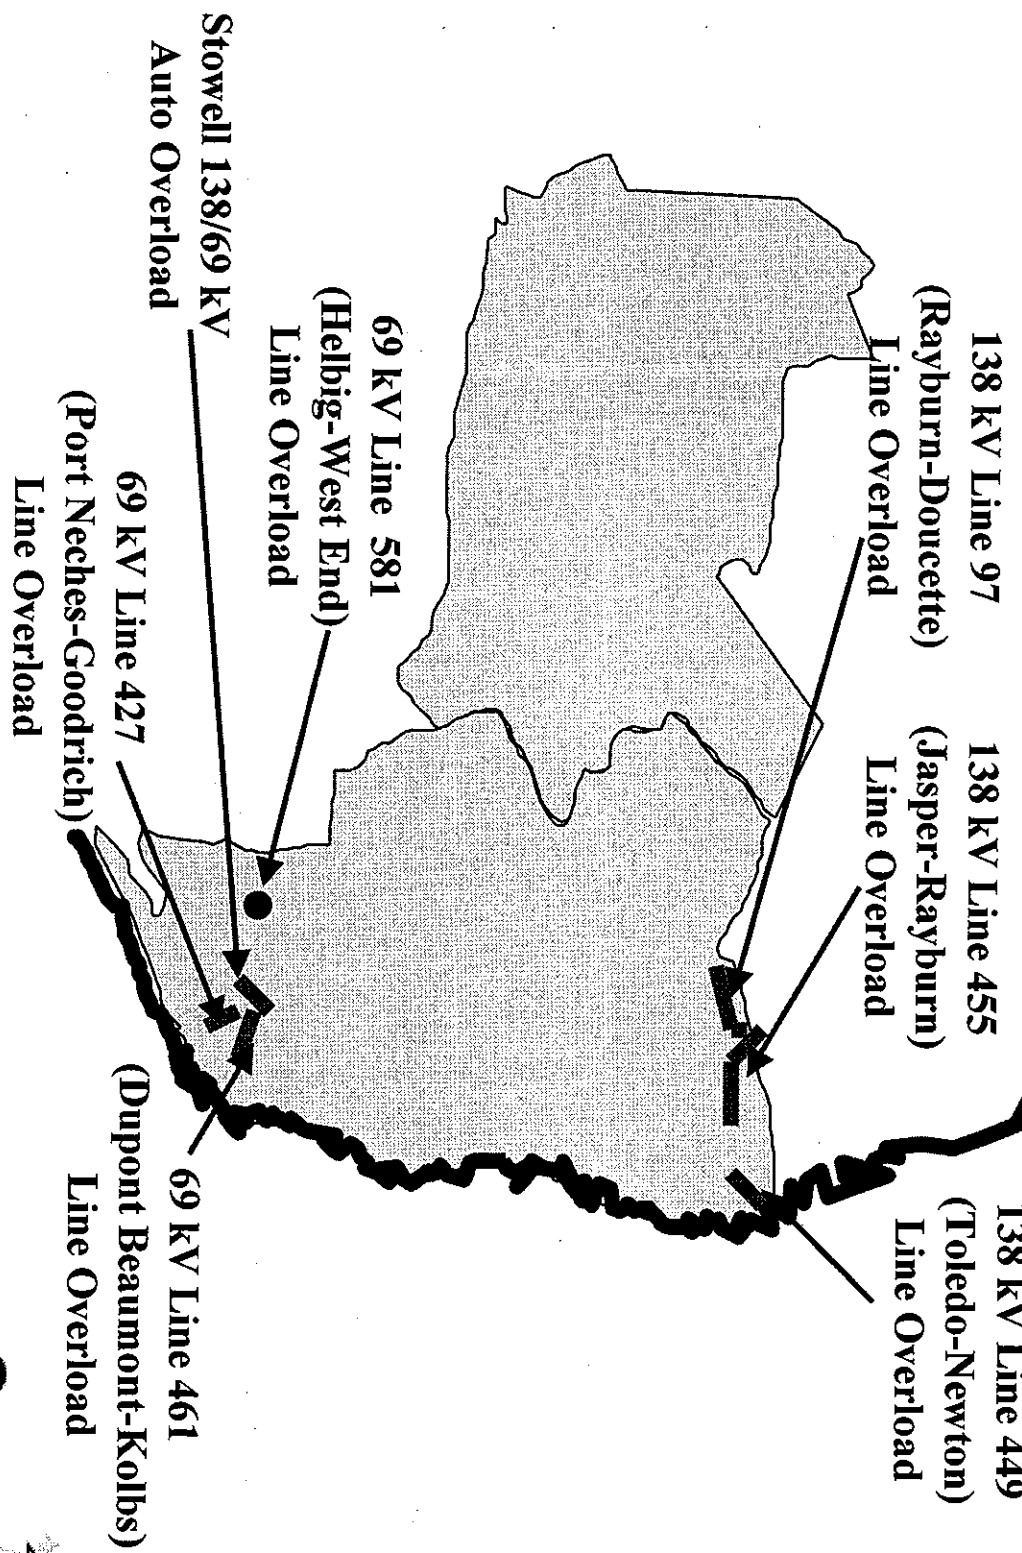 138 kV Line 97
(Rayburn-Doucette)
Line Overload
138 kV Line 455
(Jasper-Rayburn)
Line Overload
138 kV Line 449
(Toledo-Newton)
Line Overload
69 kV Line 581
(Helbig-West End)
Line Overload
Stowell 138/69 kV
Auto Overload
69 kV Line 427
(Port Neches-Goodrich)
Line Overload
69 kV Line 461
(Dupont Beaumont-Kolbs)
Line Overload